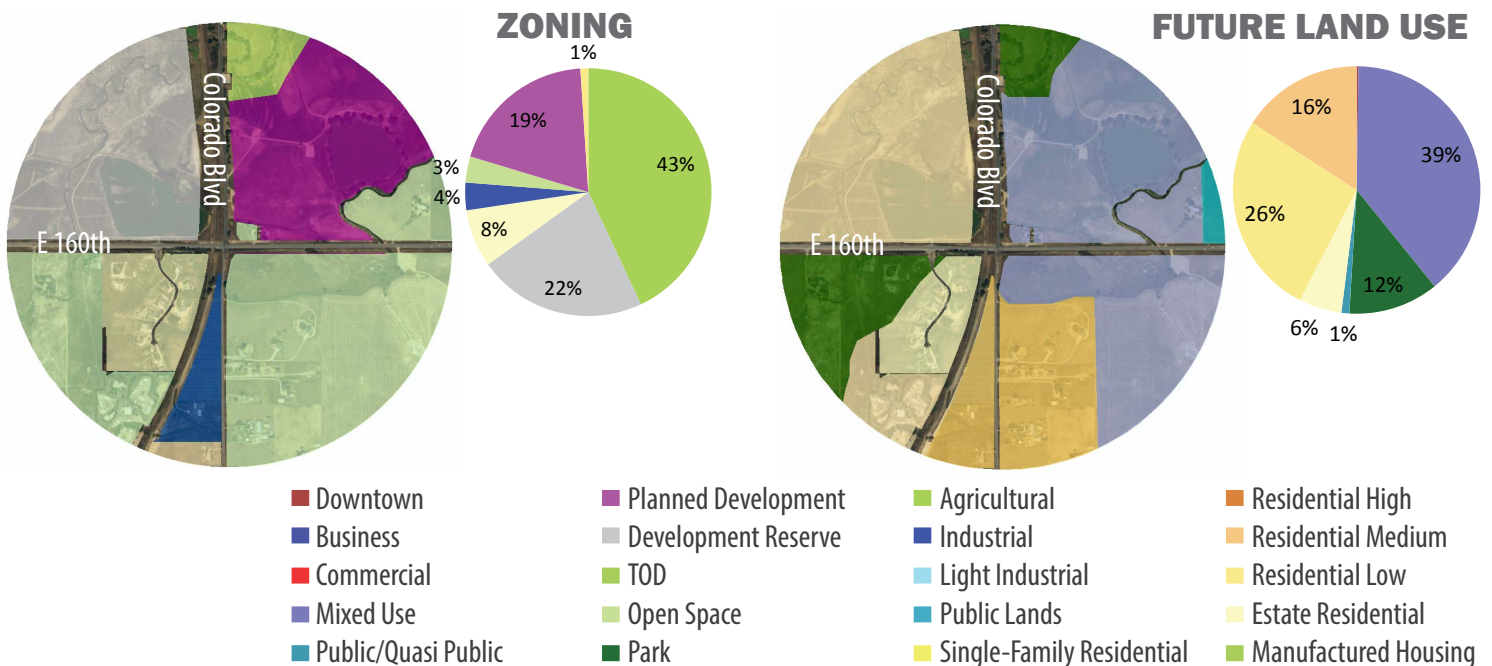 ZONING
Colorado Blvd
E 160th
1%
19%
43%
3%
4%
8%
22%
FUTURE LAND USE
Colorado Blvd
E 160th
16%
39%
26%
12%
6%
1%
Downtown
Business
Commercial
Mixed Use
Public/Quasi Public
Planned Development
Development Reserve
TOD
Open Space
Park
Agricultural
Industrial
Light Industrial
Public Lands
Single-Family Residential
Residential High
Residential Medium
Residential Low
Estate Residential
Manufactured Housing